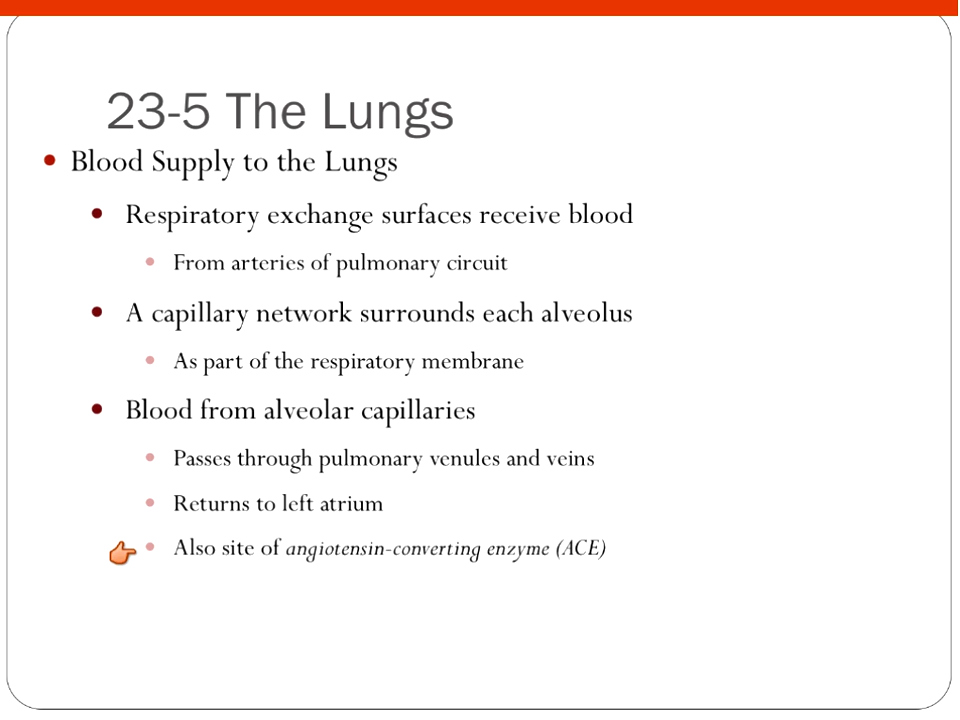 23-5 The Lungs
Blood Supply to the Lungs
Respiratory exchange surfaces receive blood
From arteries of pulmonary circuit
A capillary network surrounds each alveolus
As part of the respiratory membrane
Blood from alveolar capillaries
Passes through pulmonary venules and veins
Returns to left atrium
Also site of angiotensin-converting enzyme (ACE)